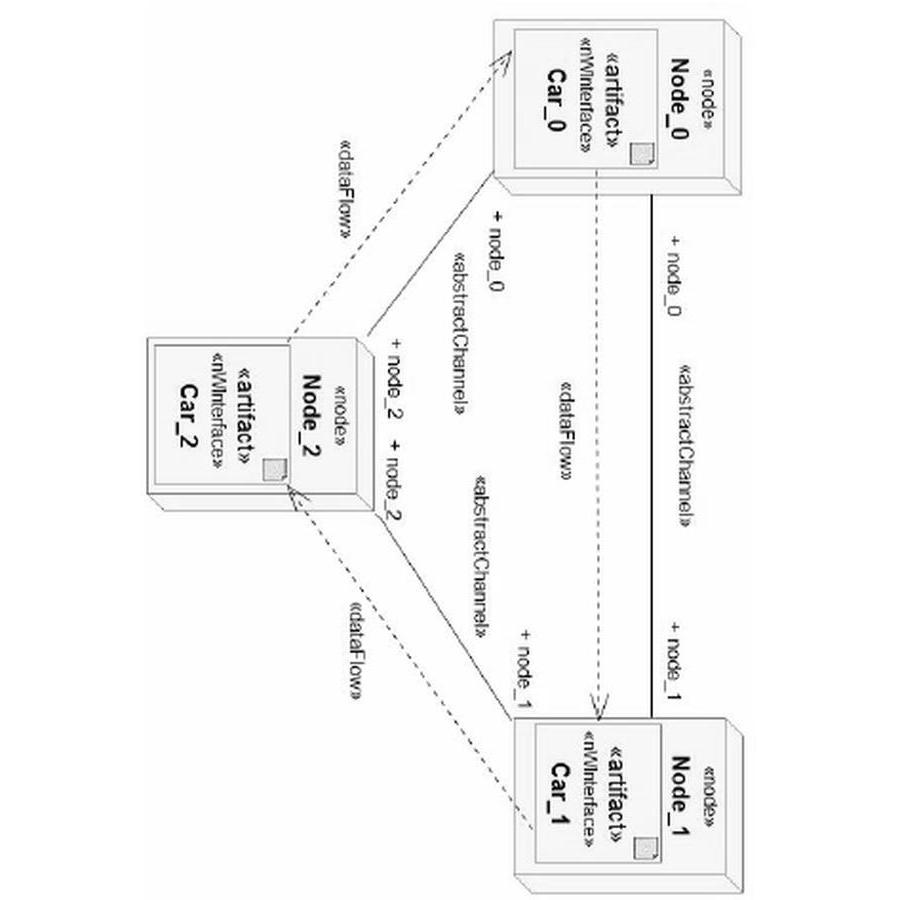 «node»
Node_0
«artifact»
«nWInterface»
Car_0
+ node_0
«abstractChannel»
+ node_1
«node»
Node_1
«artifact»
«nWInterface»
Car_1
«dataFlow»
+ node_0
«abstractChannel»
«abstractChannel»
+ node_1
+ node_2
+ node_2
«dataFlow»
«dataFlow»
«node»
Node_2
«artifact»
«nWInterface»
Car_2